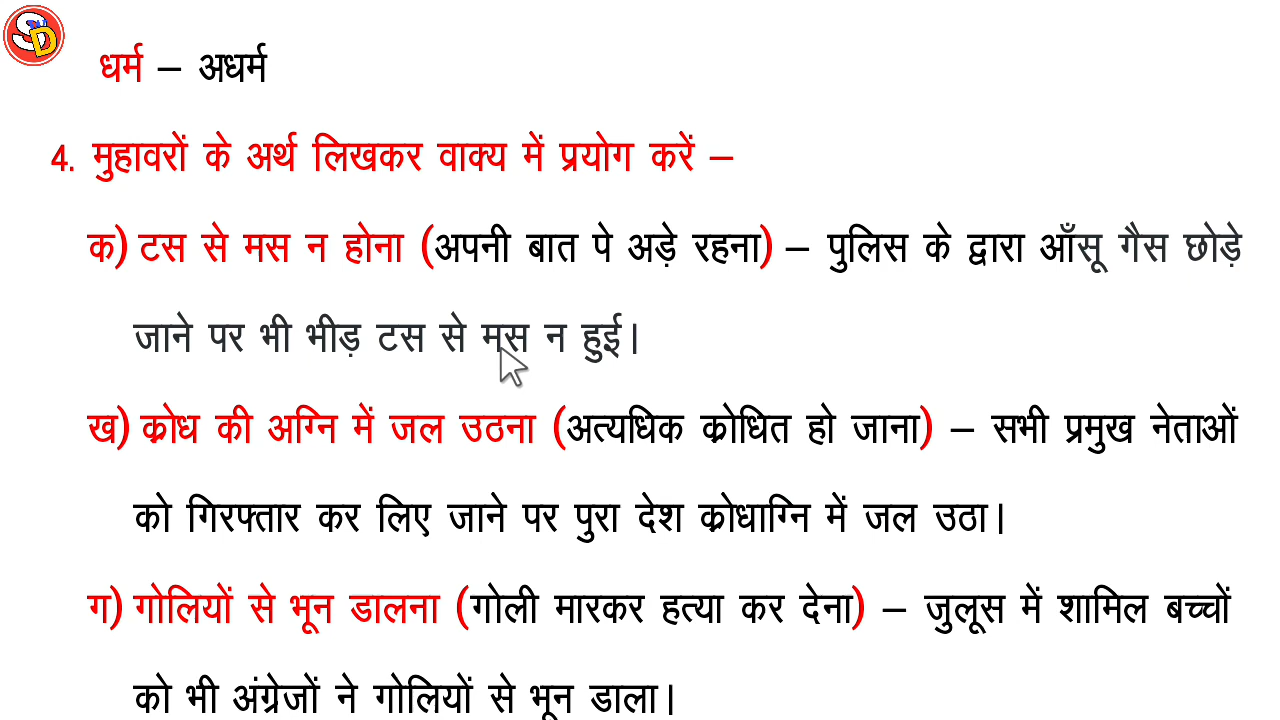 SD
धर्म – अधर्म
4. मुहावरों के अर्थ लिखकर वाक्य में प्रयोग करें –
क) टस से मस न होना (अपनी बात पे अड़े रहना) – पुलिस के द्वारा आँसू गैस छोड़े
जाने पर भी भीड़ टस से मस न हुई।
ख) क्रोध की अग्नि में जल उठना (अत्यधिक क्रोधित हो जाना) – सभी प्रमुख नेताओं
को गिरफ्तार कर लिए जाने पर पुरा देश क्रोधाग्नि में जल उठा।
ग) गोलियों से भून डालना (गोली मारकर हत्या कर देना) – जुलूस में शामिल बच्चों
को भी अंग्रेजों ने गोलियों से भून डाला।